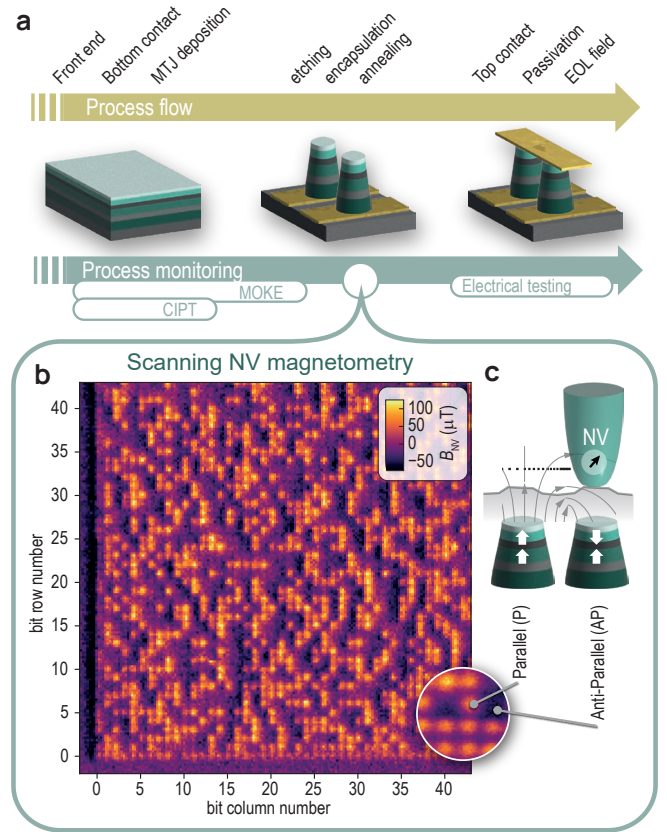 a
Front end
Bottom contact
MTJ deposition
etching
encapsulation
annealing
Top contact
Passivation
EOL field
Process flow
Process monitoring
MOKE
CIPT
Electrical testing
Scanning NV magnetometry
b
40
35
30
25
20
15
10
5
0
bit row number
100
50
0
−50
B_NV (μT)
0 5 10 15 20 25 30 35 40
bit column number
c
NV
Parallel (P)
Anti-Parallel (AP)